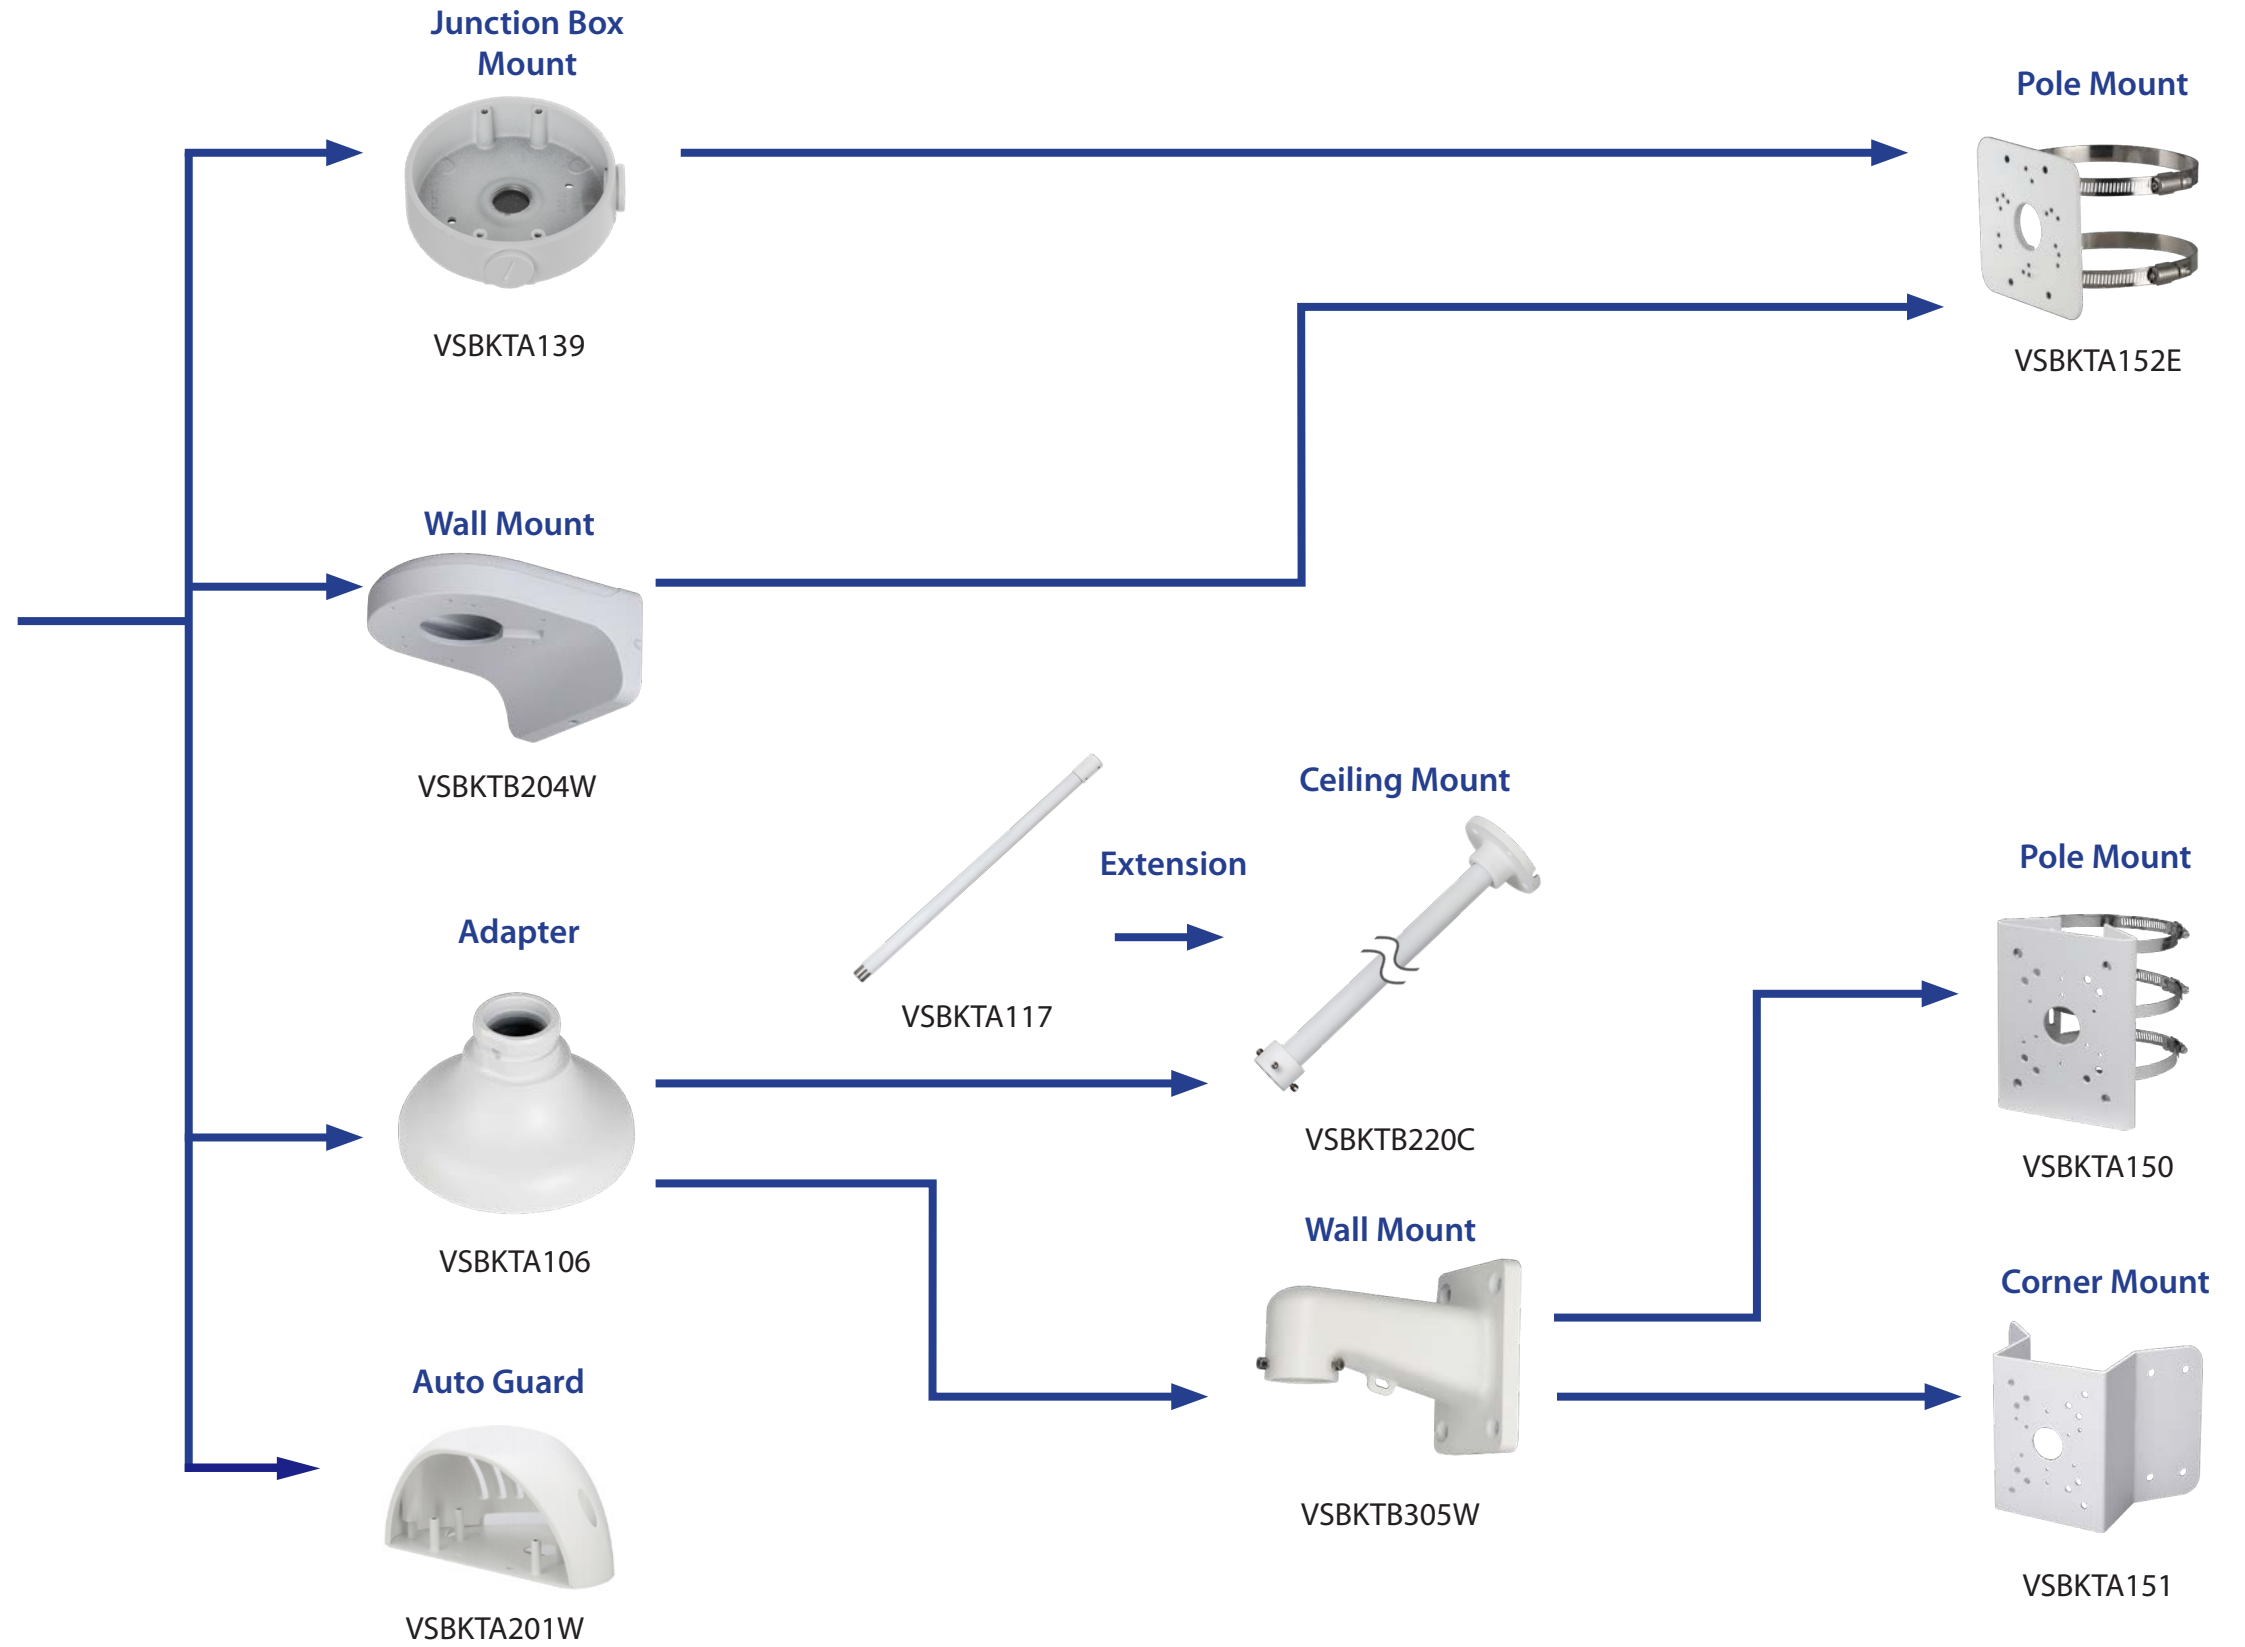 Junction Box
Mount
VSBKTA139
Pole Mount
VSBKTA152E
Wall Mount
VSBKTB204W
Extension
VSBKTA117
Ceiling Mount
VSBKTB220C
Adapter
VSBKTA106
Pole Mount
VSBKTA150
Wall Mount
VSBKTB305W
Corner Mount
VSBKTA151
Auto Guard
VSBKTA201W